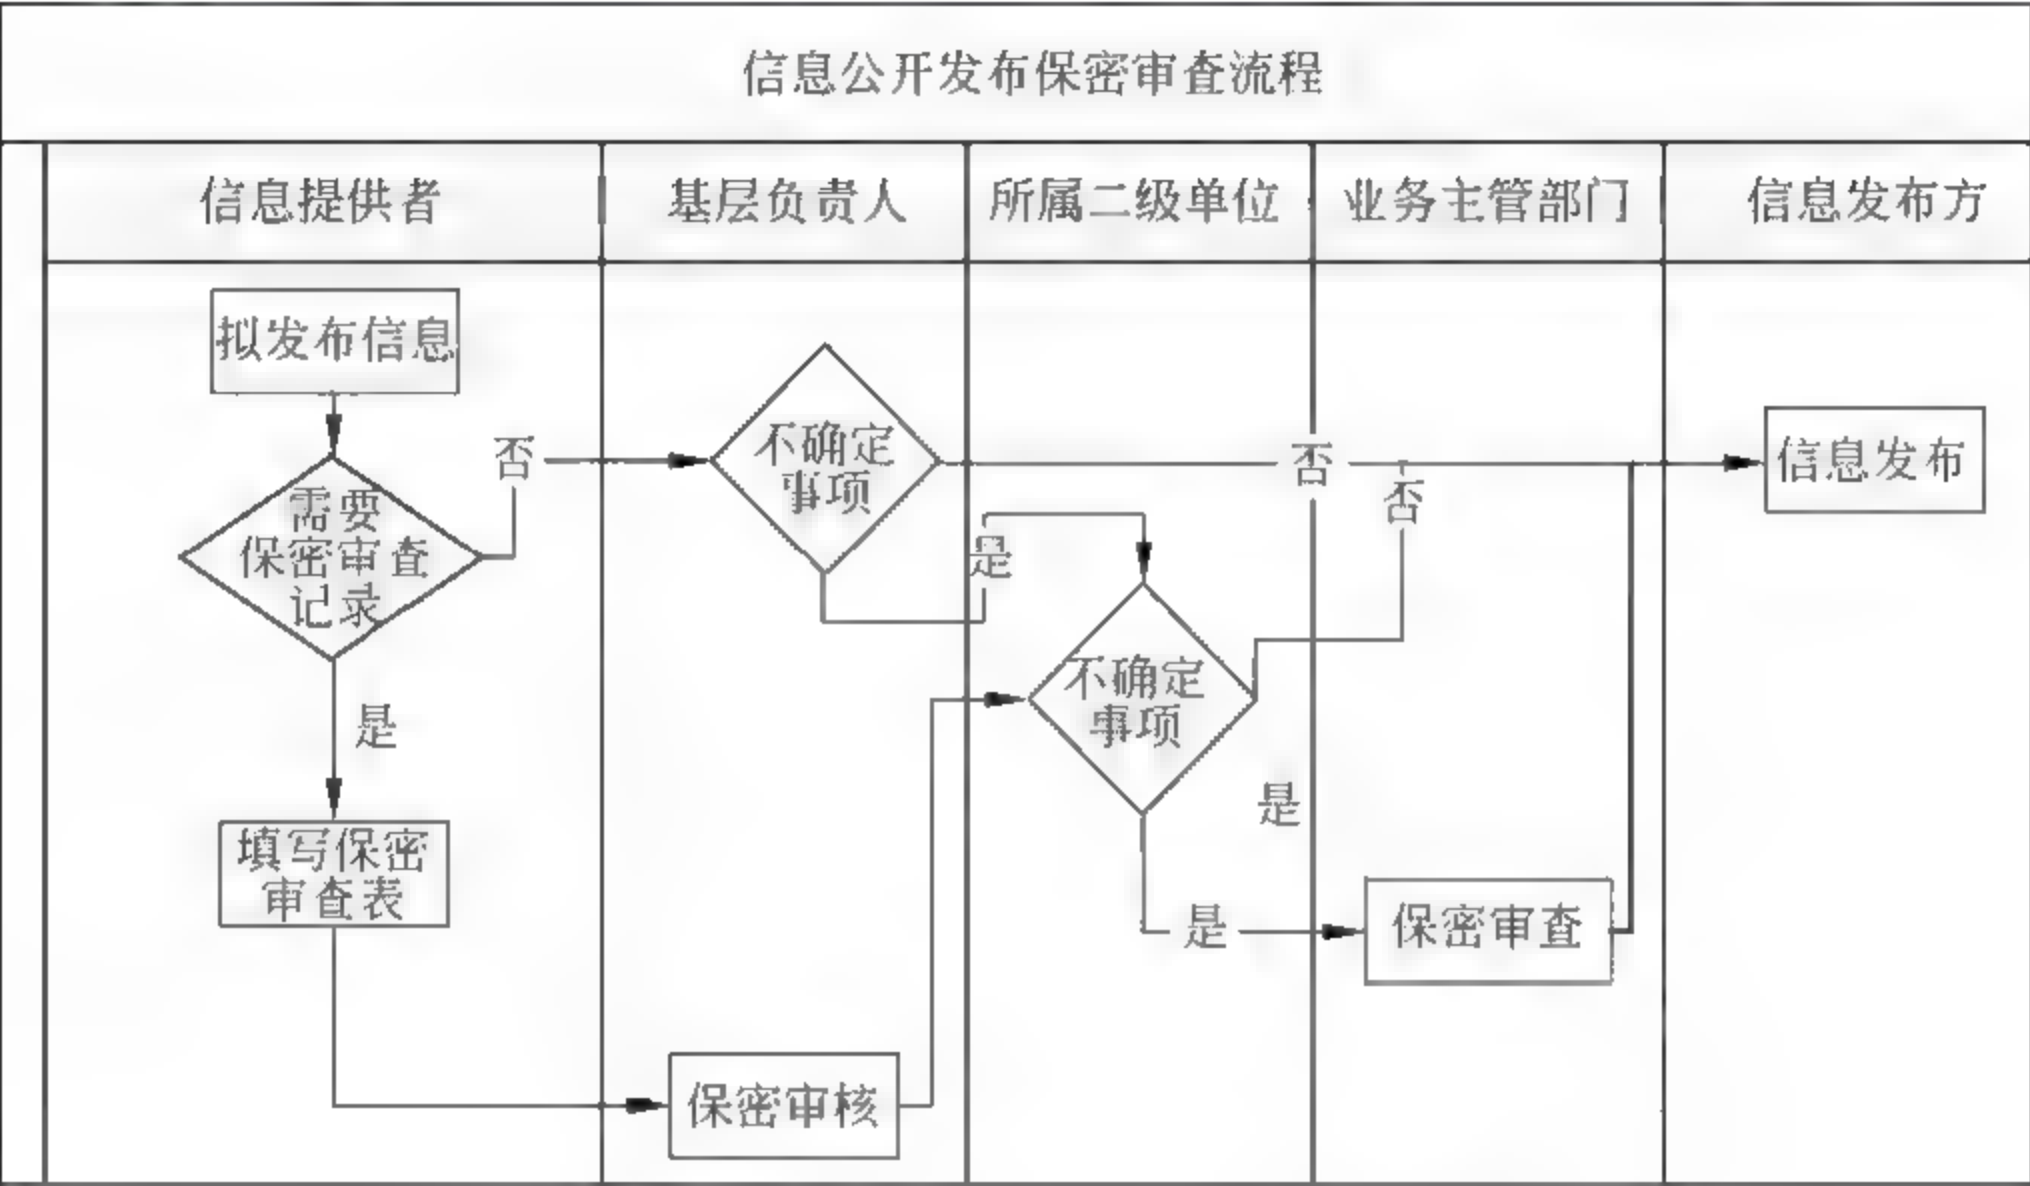 信息公开发布保密审查流程
信息提供者
基层负责人
所属二级单位
业务主管部门
信息发布方
拟发布信息
需要
保密审查
记录
否
是
填写保密
审查表
不确定
事项
保密审核
是
不确定
事项
否
否
是
是
保密审查
信息发布